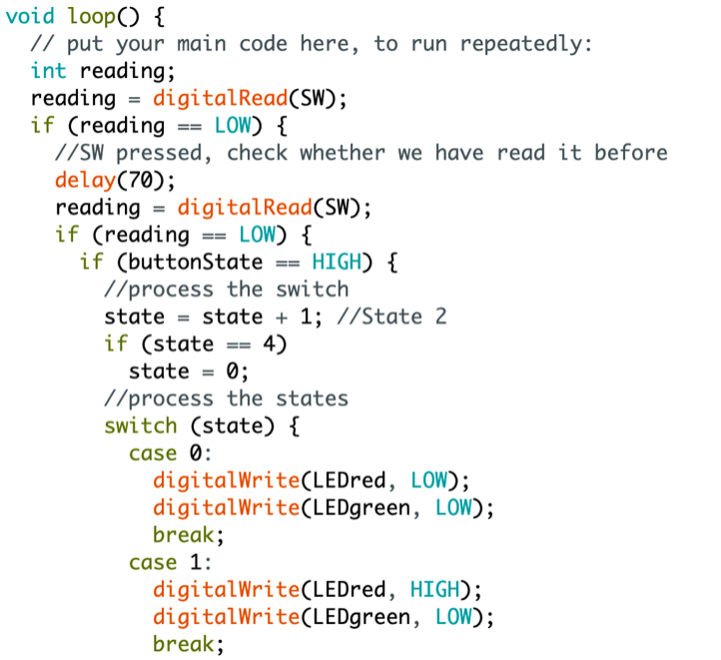 void loop() {
// put your main code here, to run repeatedly:
int reading;
reading = digitalRead(SW);
if (reading == LOW) {
//SW pressed, check whether we have read it before
delay(70);
reading = digitalRead(SW);
if (reading == LOW) {
if (buttonState == HIGH) {
//process the switch
state = state + 1; //State 2
if (state == 4)
state = 0;
//process the states
switch (state) {
case 0:
digitalWrite(LEDred, LOW);
digitalWrite(LEDgreen, LOW);
break;
case 1:
digitalWrite(LEDred, HIGH);
digitalWrite(LEDgreen, LOW);
break;